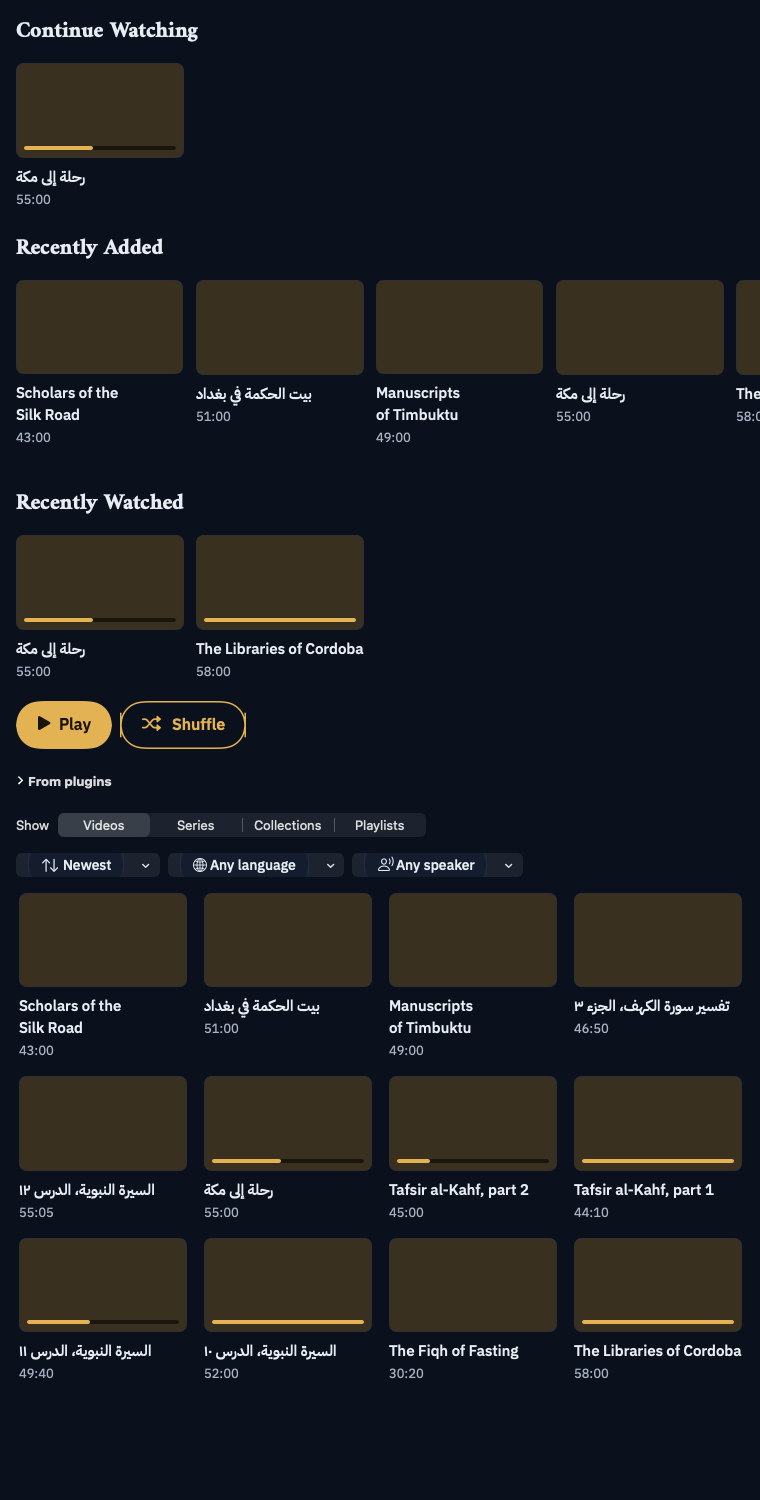 Continue Watching
رحلة إلى مكة
55:00
Recently Added
Scholars of the
Silk Road
43:00
بيت الحكمة في بغداد
51:00
Manuscripts
of Timbuktu
49:00
رحلة إلى مكة
55:00
The
58:0
Recently Watched
رحلة إلى مكة
55:00
The Libraries of Cordoba
58:00
Play
Shuffle
From plugins
Show
Videos
Series
Collections
Playlists
Newest
Any language
Any speaker
Scholars of the
Silk Road
43:00
بيت الحكمة في بغداد
51:00
Manuscripts
of Timbuktu
49:00
تفسير سورة الكهف، الجزء ٣
46:50
السيرة النبوية، الدرس ١٢
55:05
رحلة إلى مكة
55:00
Tafsir al-Kahf, part 2
45:00
Tafsir al-Kahf, part 1
44:10
السيرة النبوية، الدرس ١١
49:40
السيرة النبوية، الدرس ١٠
52:00
The Fiqh of Fasting
30:20
The Libraries of Cordoba
58:00